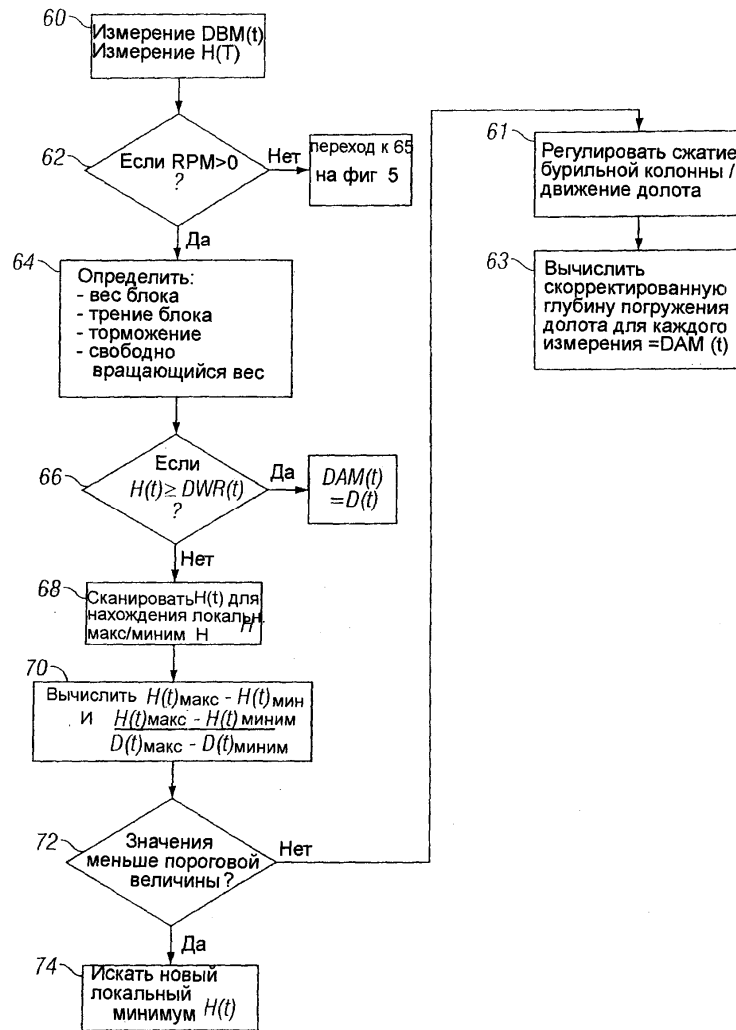 60
Измерение DBM(t)
Измерение H(T)
62
Если RPM>0
?
Нет
переход к 65
на фиг 5
Да
64
Определить:
- вес блока
- трение блока
- торможение
- свободно
вращающийся вес
66
Если
H(t)≥ DWR(t)
?
Да
DAM(t)
=D(t)
Нет
68
Сканировать H(t) для
нахождения локальн.
макс/миним H H
70
Вычислить H(t)макс - H(t)мин
И H(t)макс - H(t) миним
D(t)макс - D(t)миним
72
Значения
меньше пороговой
величины?
Нет
Да
74
Искать новый
локальный
минимум H(t)
61
Регулировать сжатие
бурильной колонны /
движение долота
63
Вычислить
скорректированную
глубину погружения
долота для каждого
измерения =DAM (t)